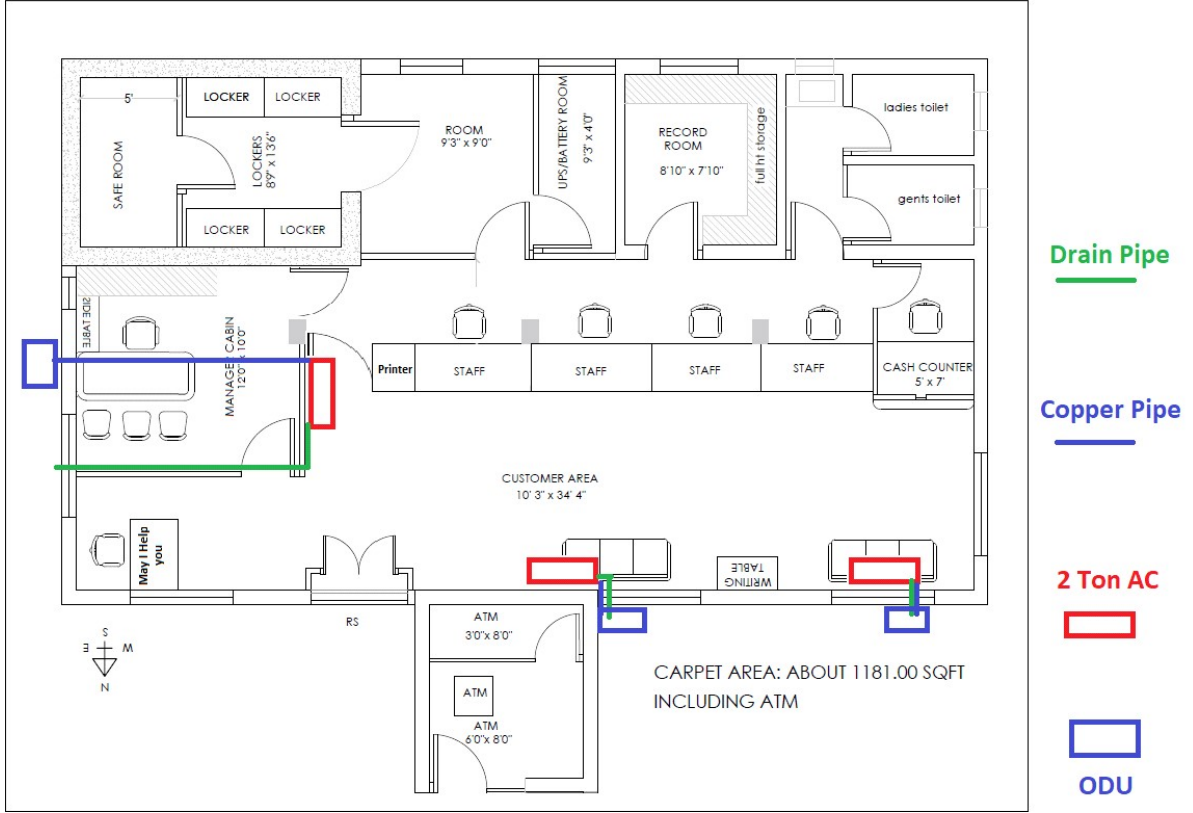 5'
LOCKER
LOCKER
SAFE ROOM
LOCKERS
8'9" x 13'6"
LOCKER
LOCKER
ROOM
9'3" x 9'0"
UPS/BATTERY ROOM
9'3" x 4'0"
RECORD
ROOM
8'10" x 7'10"
full ht storage
ladies toilet
gents toilet
Drain Pipe
SIDE TABLE
MANAGER CABIN
12'0" x 10'0"
Printer
STAFF
STAFF
STAFF
STAFF
CASH COUNTER
5' x 7'
Copper Pipe
CUSTOMER AREA
10' 3" x 34' 4"
May I Help
you
WRITING
TABLE
2 Ton AC
RS
S
E
W
N
ATM
3'0"x 8'0"
ATM
ATM
6'0"x 8'0"
CARPET AREA: ABOUT 1181.00 SQFT
INCLUDING ATM
ODU